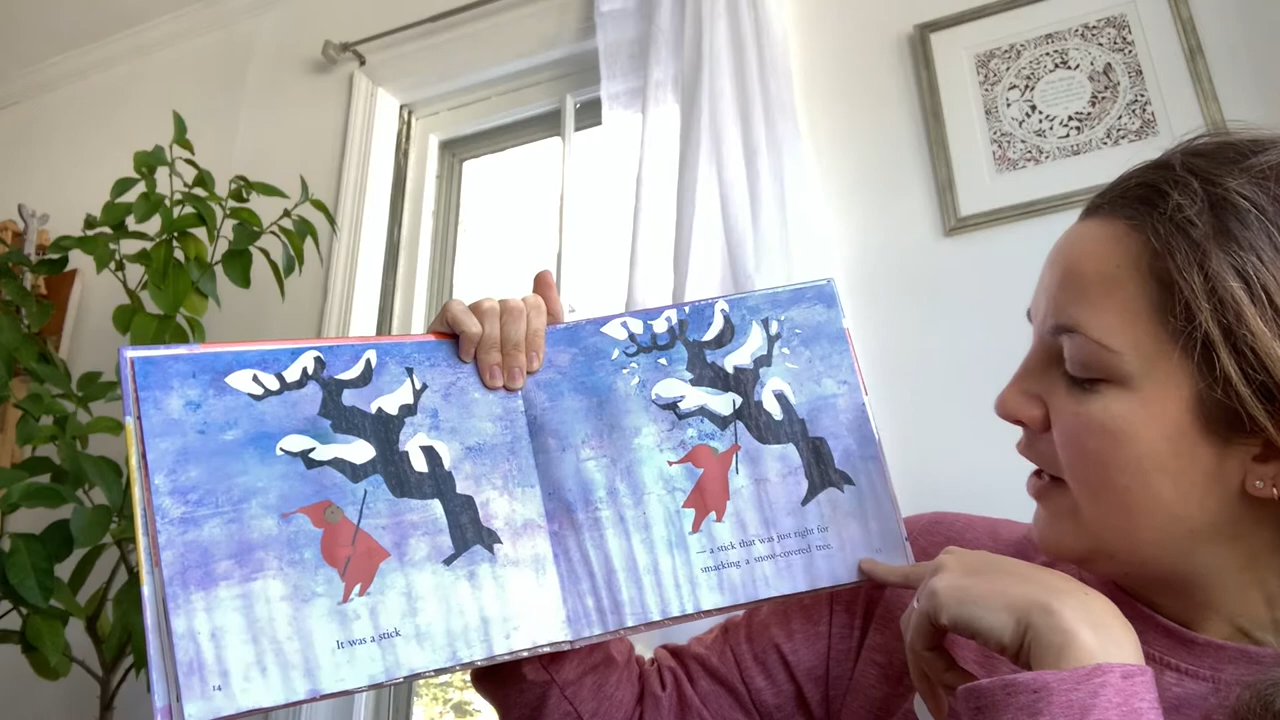 It was a stick
14
— a stick that was just right for
smacking a snow-covered tree.